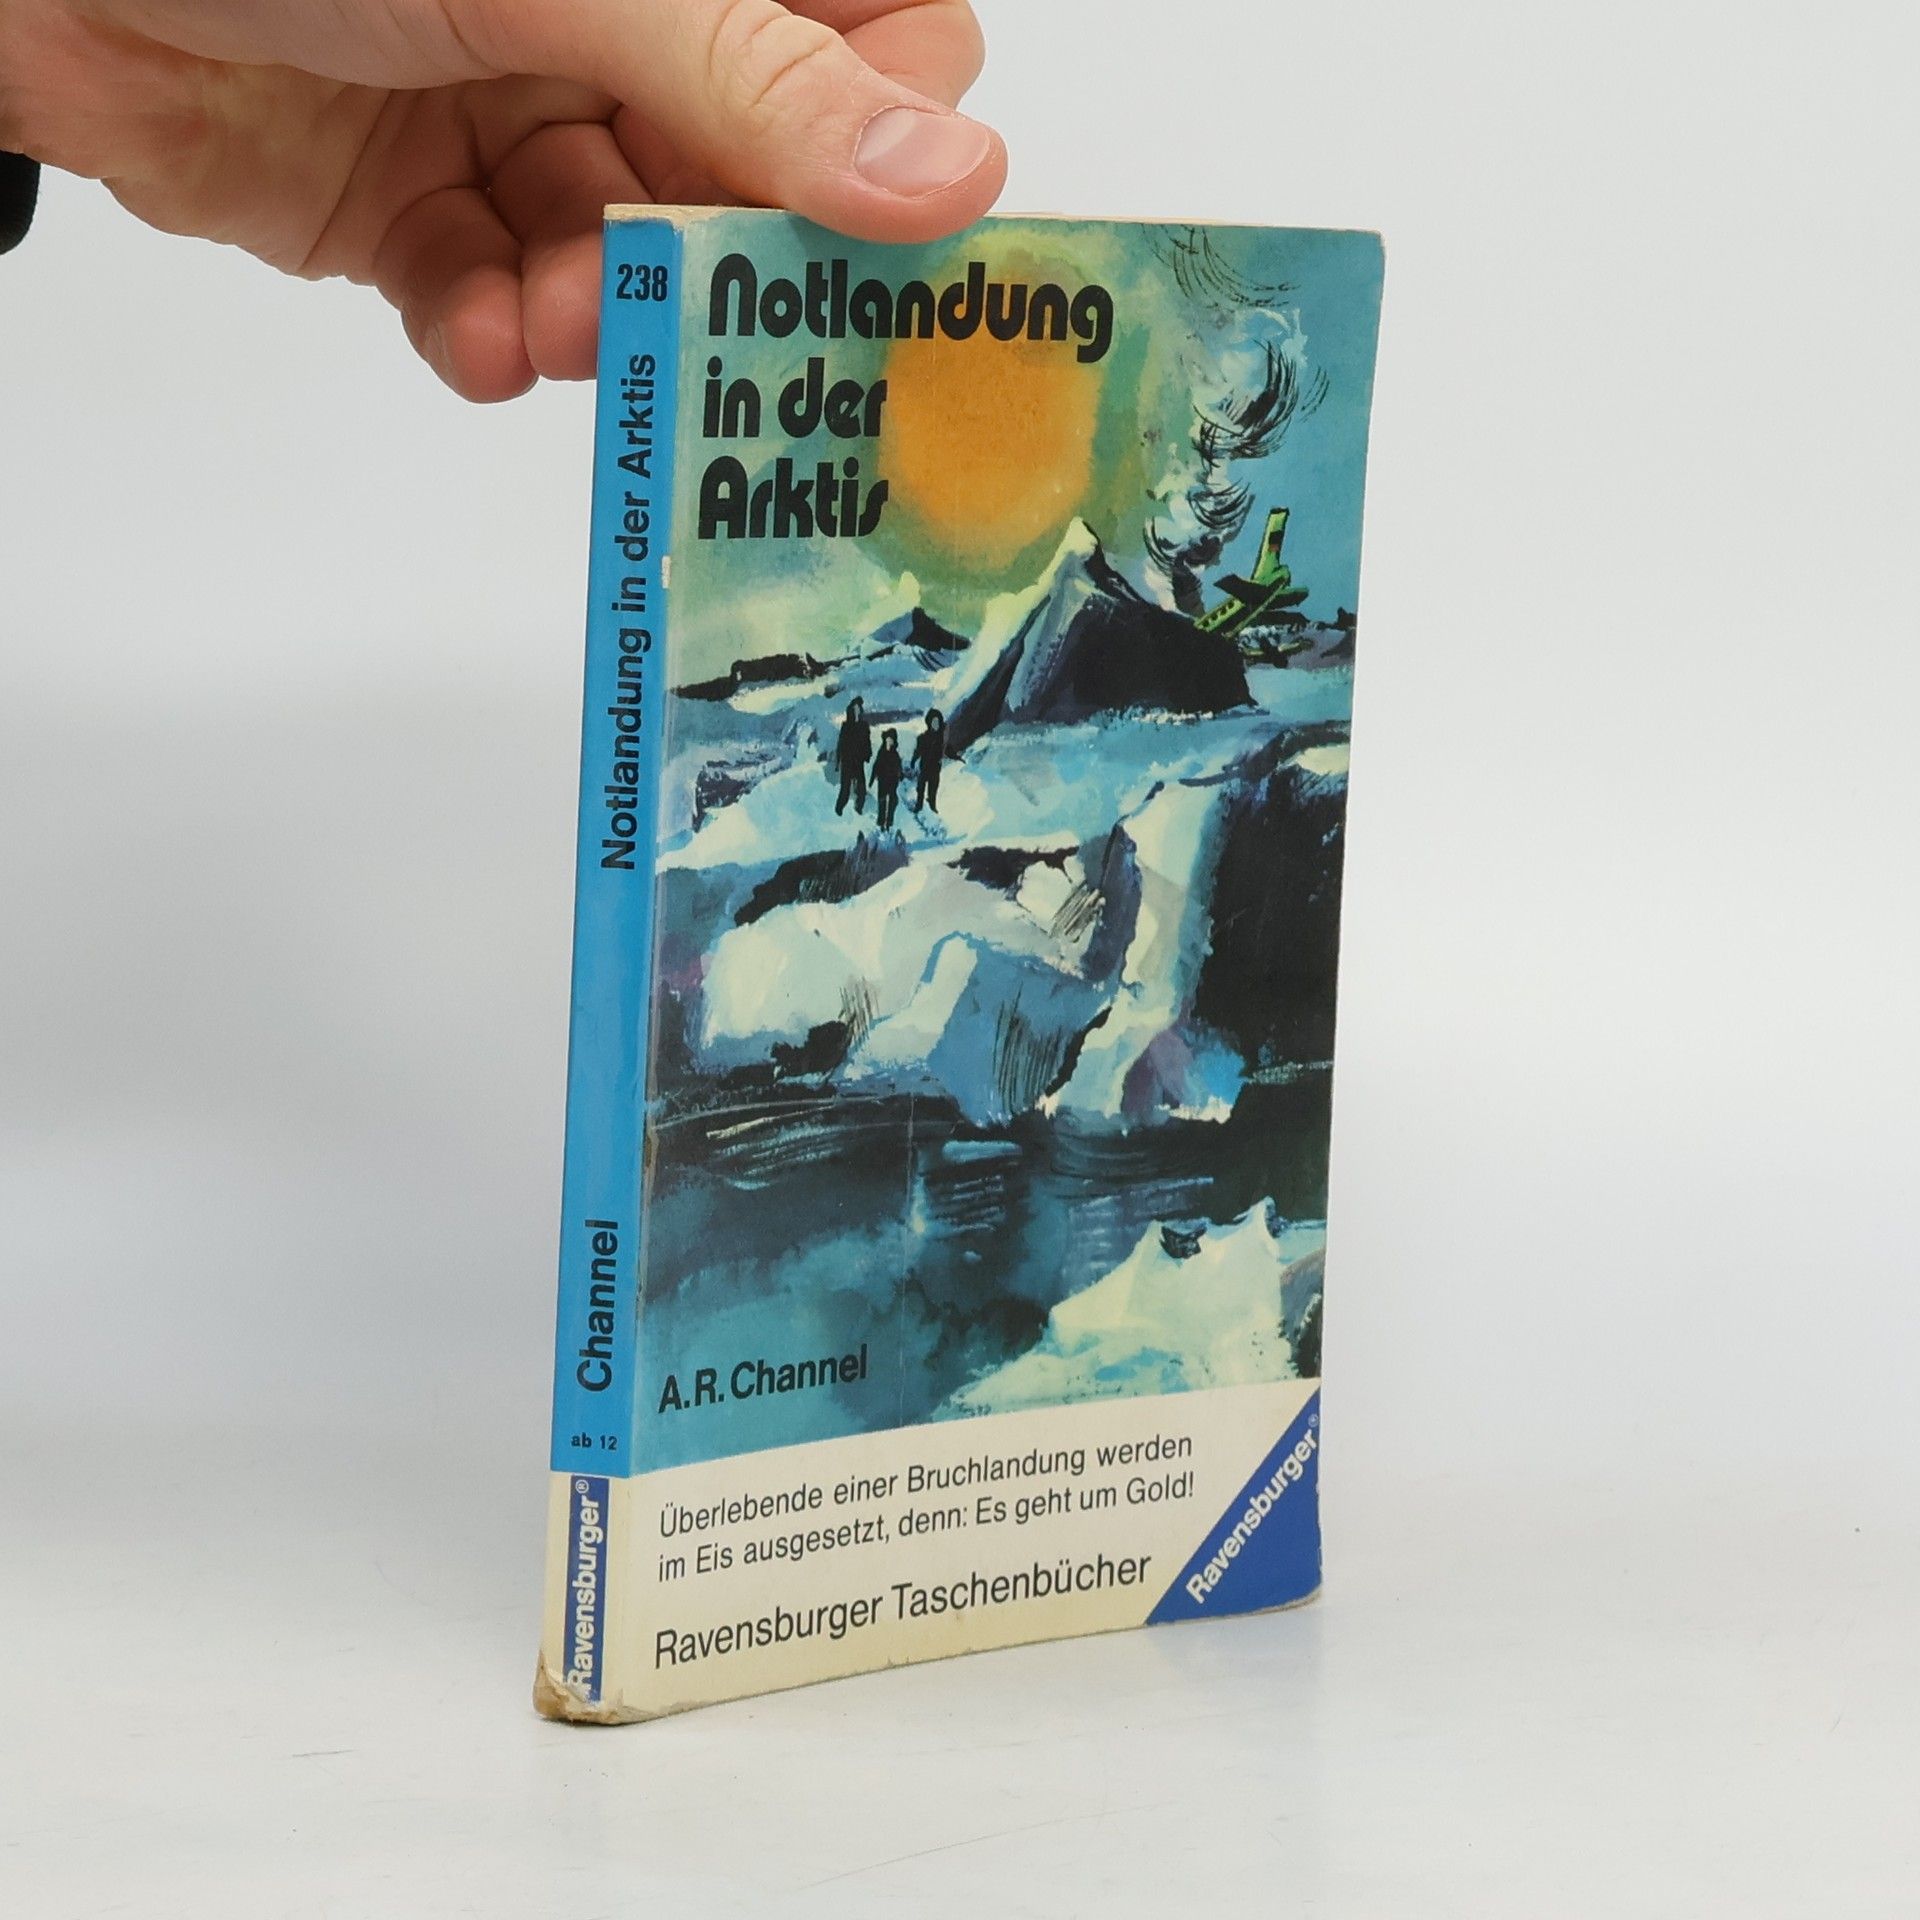 238
Notlandung in der Arktis
Channel
ab 12
Ravensburger®
Notlandung
in der
Arktis
A.R. Channel
Überlebende einer Bruchlandung werden
im Eis ausgesetzt, denn: Es geht um Gold!
Ravensburger Taschenbücher
Ravensburger®